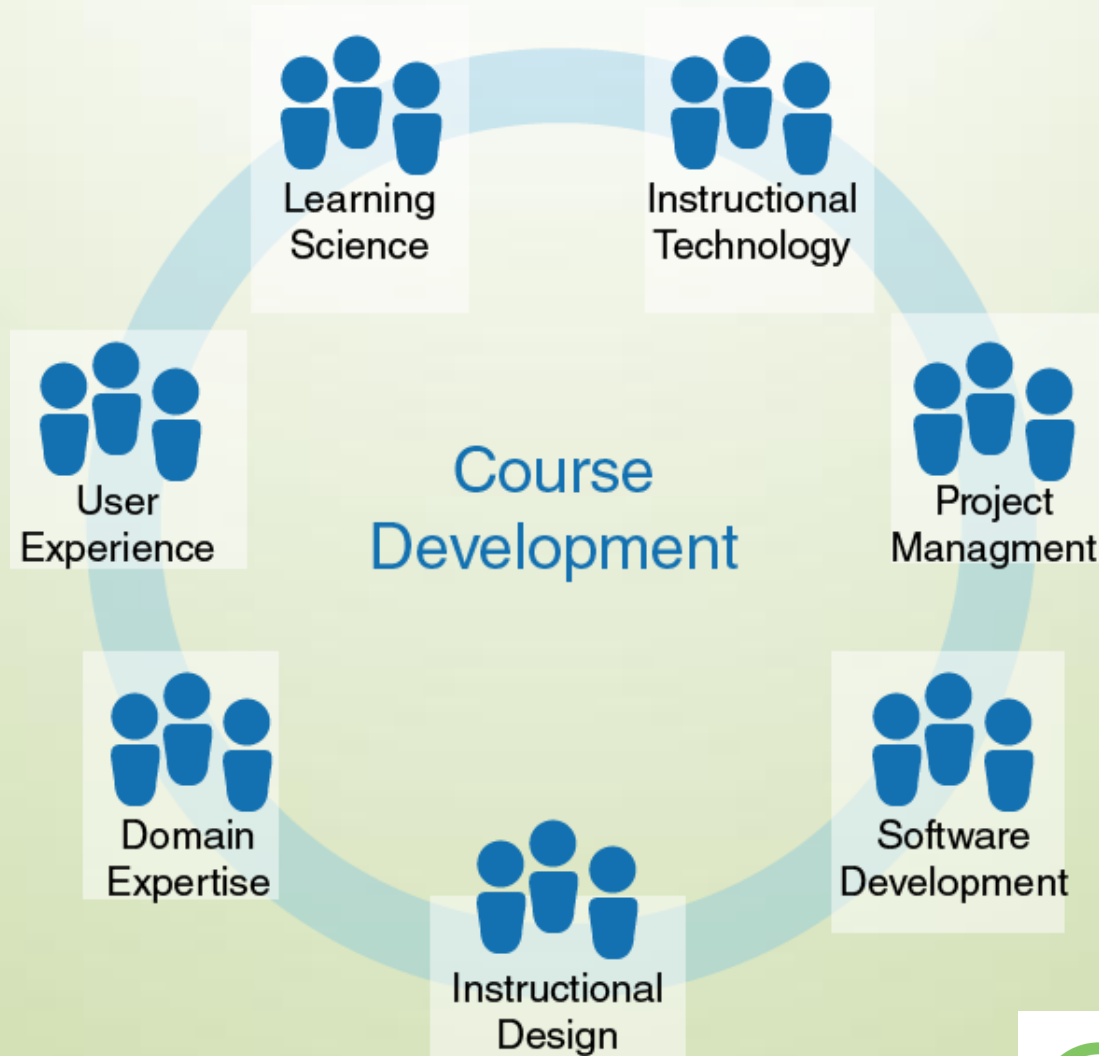 Learning
Science
Instructional
Technology
User
Experience
Course
Development
Project
Managment
Domain
Expertise
Software
Development
Instructional
Design